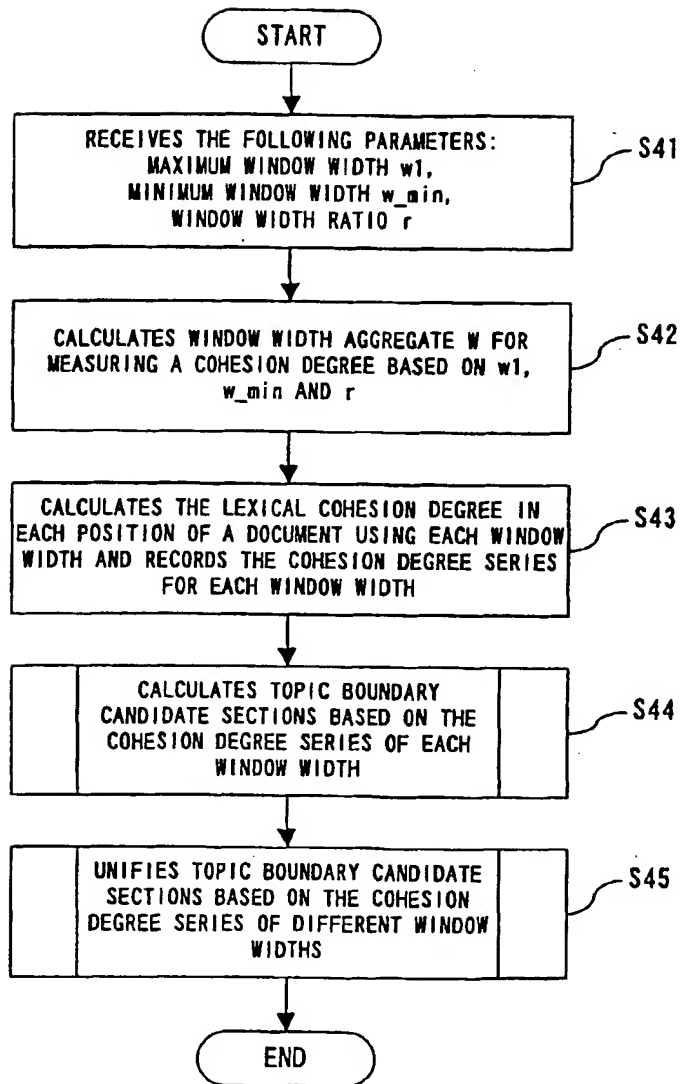 START
RECEIVES THE FOLLOWING PARAMETERS:
MAXIMUM WINDOW WIDTH w1,
MINIMUM WINDOW WIDTH w_min,
WINDOW WIDTH RATIO r
S41
CALCULATES WINDOW WIDTH AGGREGATE W FOR
MEASURING A COHESION DEGREE BASED ON w1,
w_min AND r
S42
CALCULATES THE LEXICAL COHESION DEGREE IN
EACH POSITION OF A DOCUMENT USING EACH WINDOW
WIDTH AND RECORDS THE COHESION DEGREE SERIES
FOR EACH WINDOW WIDTH
S43
CALCULATES TOPIC BOUNDARY
CANDIDATE SECTIONS BASED ON THE
COHESION DEGREE SERIES OF EACH
WINDOW WIDTH
S44
UNIFIES TOPIC BOUNDARY CANDIDATE
SECTIONS BASED ON THE COHESION
DEGREE SERIES OF DIFFERENT WINDOW
WIDTHS
S45
END